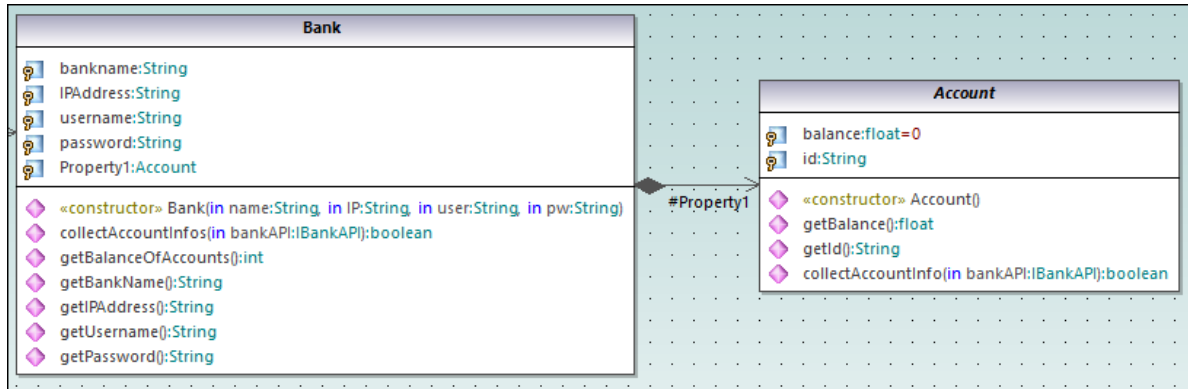 Bank
bankname:String
IPAddress:String
username:String
password:String
Property1:Account
«constructor» Bank(in name:String, in IP:String, in user:String, in pw:String)
collectAccountInfos(in bankAPI:IBankAPI):boolean
getBalanceOfAccounts():int
getBankName():String
getIPAddress():String
getUsername():String
getPassword():String
#Property1
Account
balance:float=0
id:String
«constructor» Account()
getBalance():float
getId():String
collectAccountInfo(in bankAPI:IBankAPI):boolean